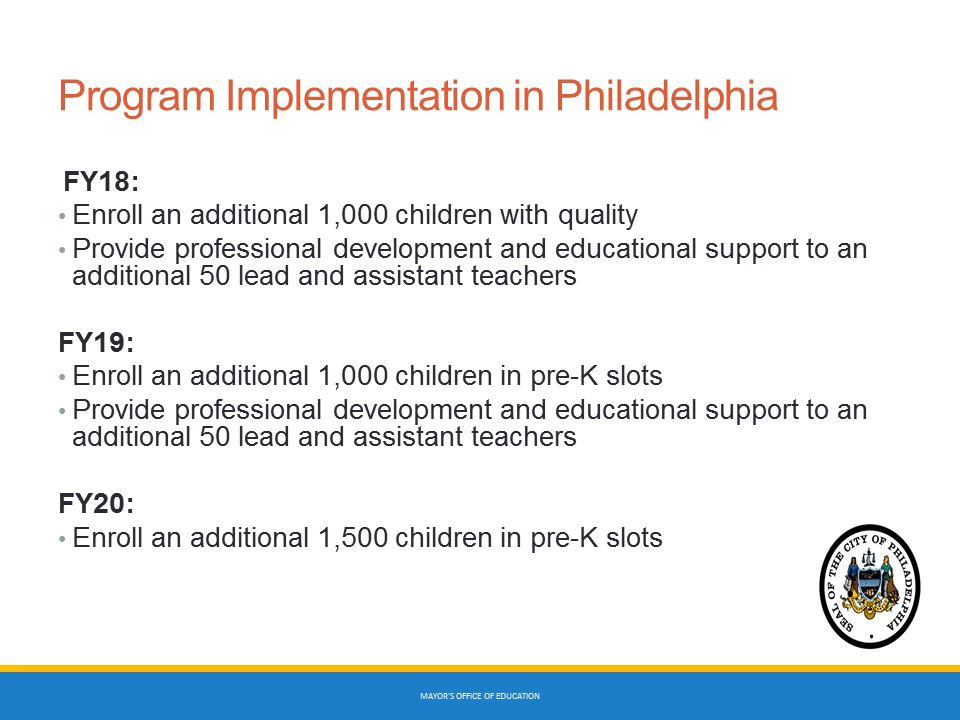 Program Implementation in Philadelphia
FY18:
• Enroll an additional 1,000 children with quality
• Provide professional development and educational support to an
additional 50 lead and assistant teachers
FY19:
• Enroll an additional 1,000 children in pre-K slots
• Provide professional development and educational support to an
additional 50 lead and assistant teachers
FY20:
• Enroll an additional 1,500 children in pre-K slots
SEAL OF THE CITY OF PHILADELPHIA
MAYOR'S OFFICE OF EDUCATION